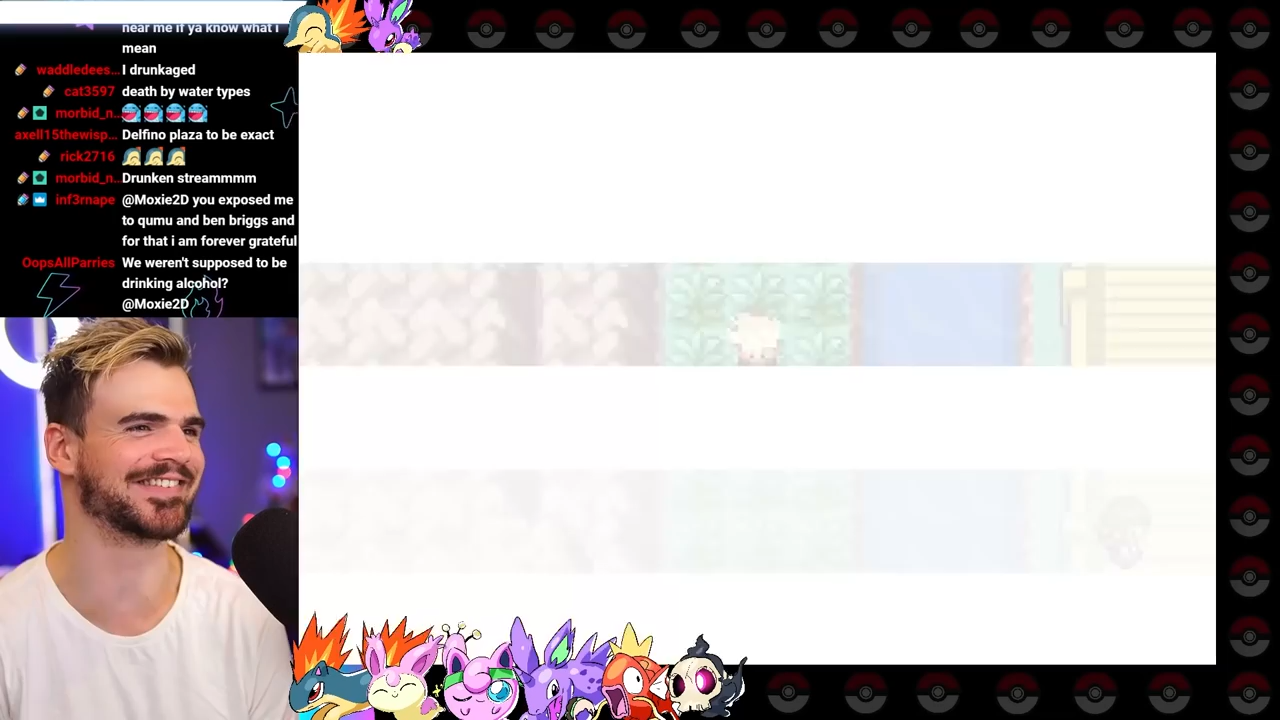 near me if ya know what i
mean
waddledees... I drunkaged
cat3597 death by water types
morbid_n...
axell15thewisp... Delfino plaza to be exact
rick2716
morbid_n... Drunken streammmm
inf3rnape @Moxie2D you exposed me
to qumu and ben briggs and
for that i am forever grateful
OopsAllParries We weren't supposed to be
drinking alcohol?
@Moxie2D